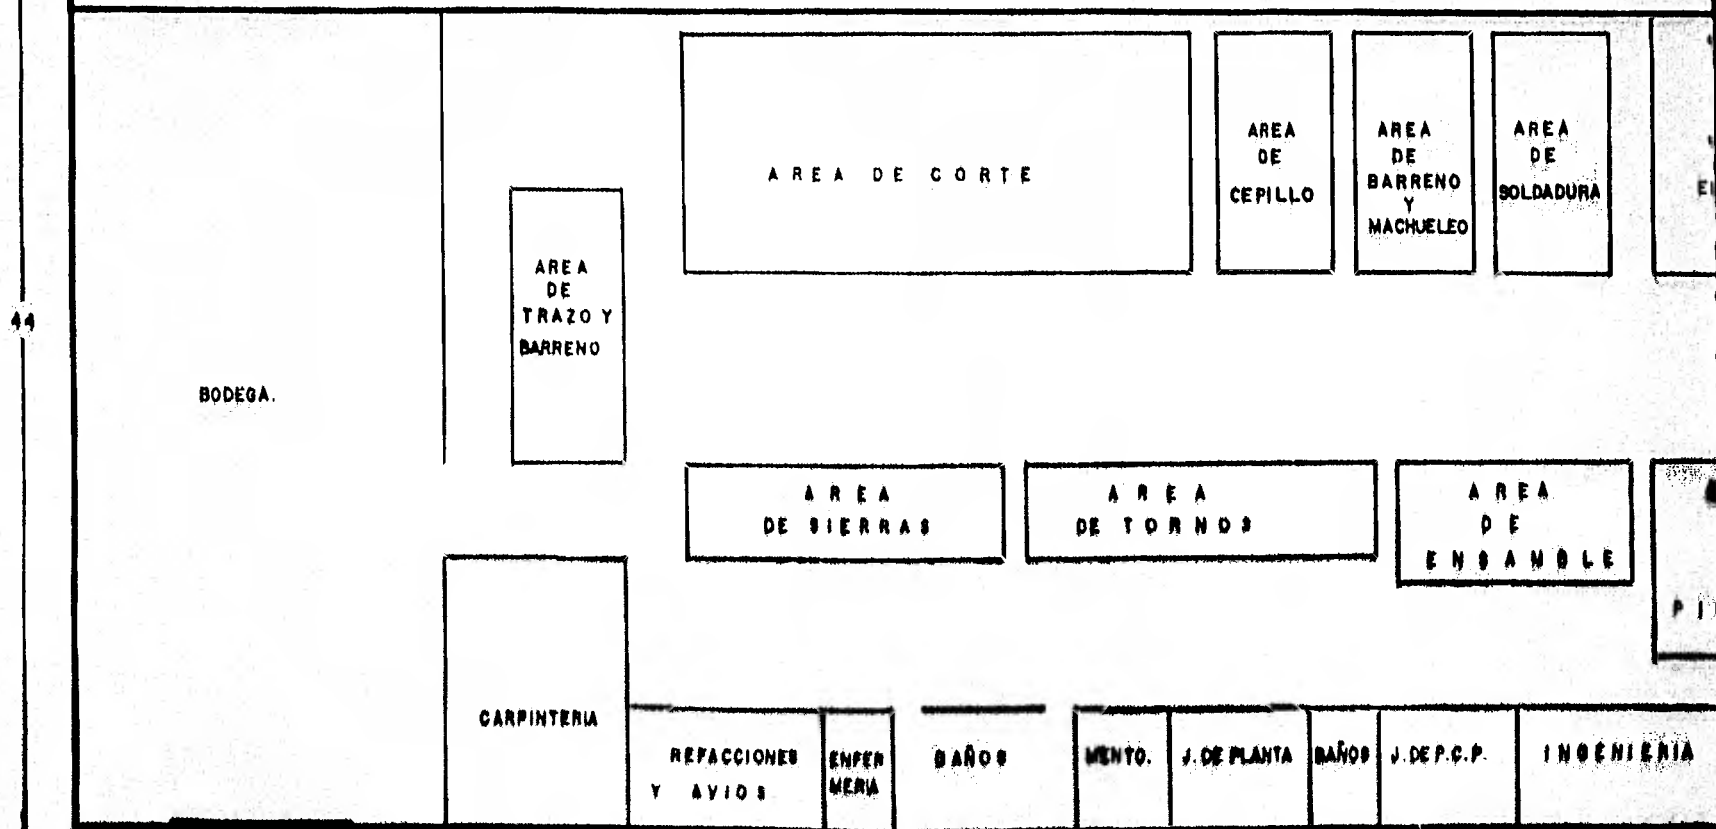 AREA DE CORTE
AREA
DE
CEPILLO
AREA
DE
BARRENO
Y
MACHUELEO
AREA
DE
SOLDADURA
AREA
DE
TRAZO Y
BARRENO
44
BODEGA.
AREA
DE SIERRAS
AREA
DE TORNOS
AREA
DE
ENSAMBLE
CARPINTERIA
REFACCIONES
Y AVIOS
ENFER
MERIA
BAÑOS
MENTO.
J. DE PLANTA
BAÑOS
J. DE P.C.P.
INGENIERIA